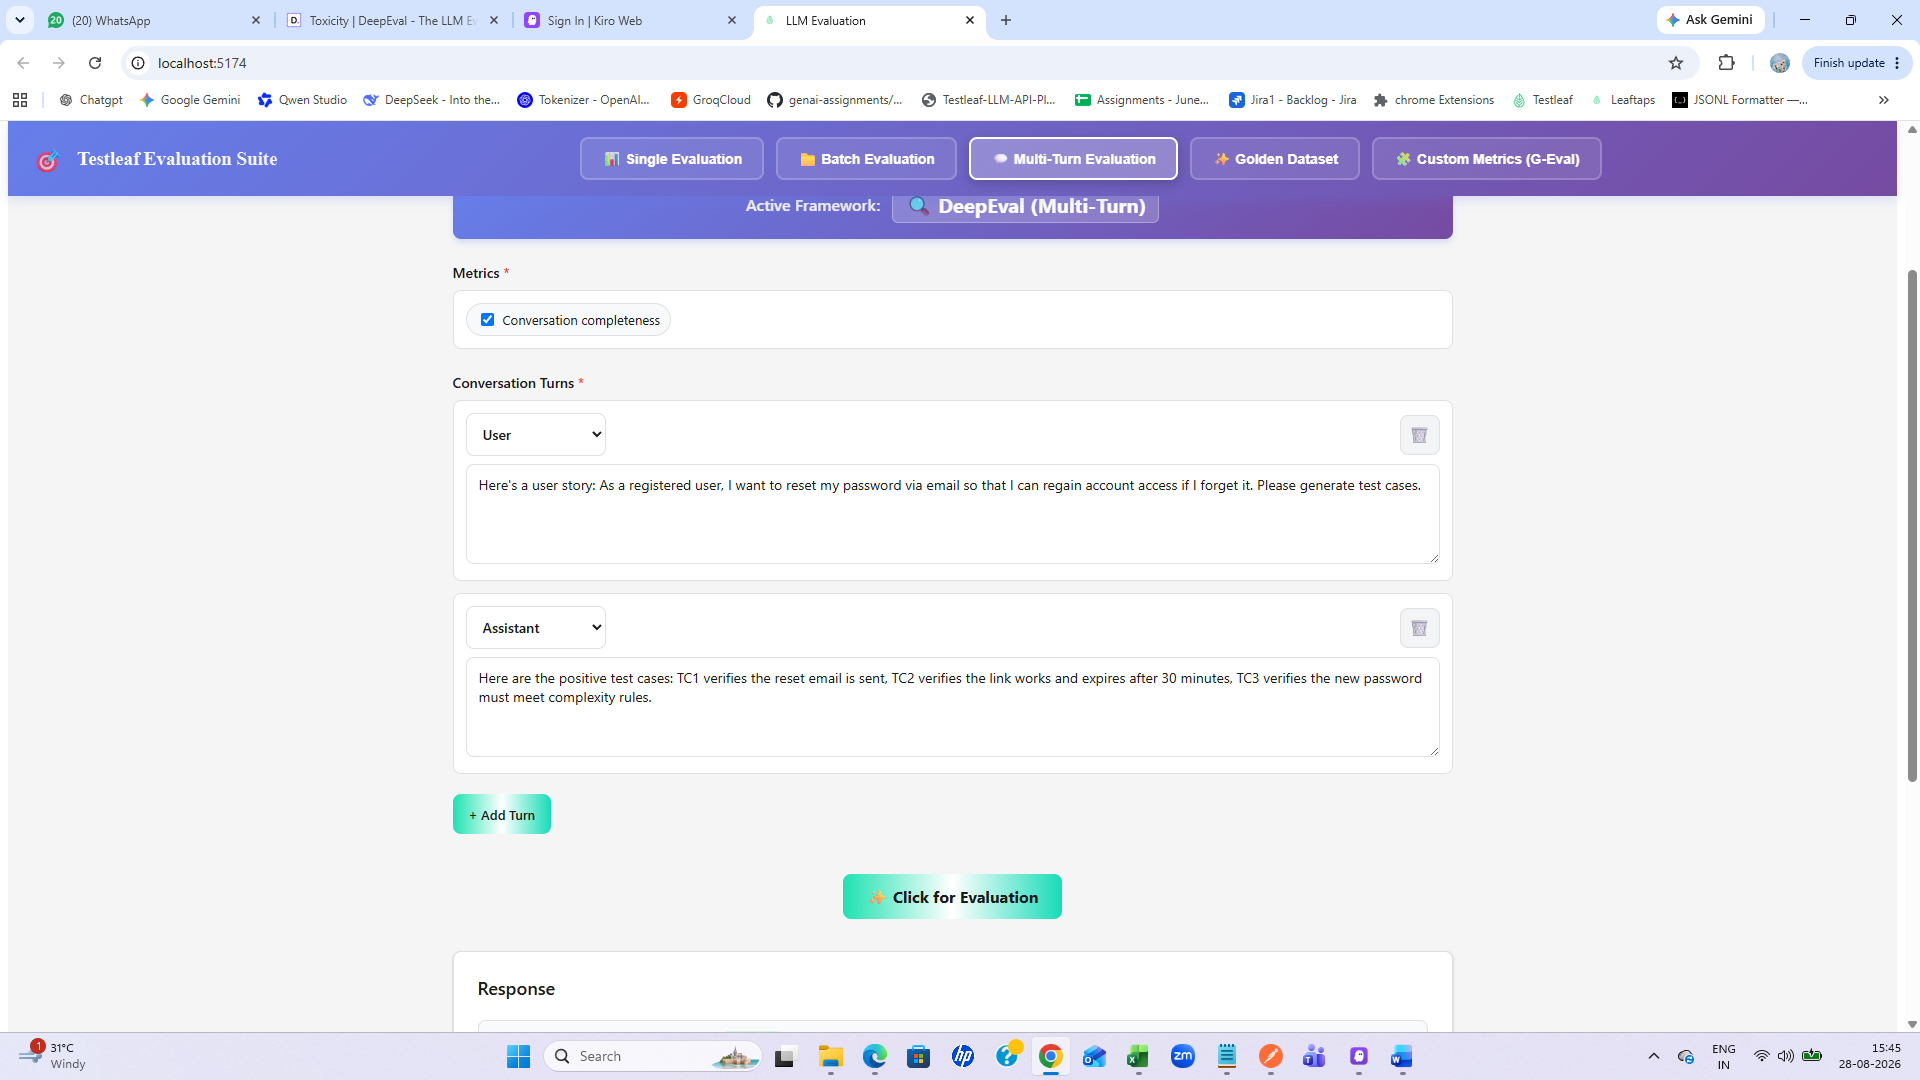 (20) WhatsApp
Toxicity | DeepEval - The LLM Ev
Sign In | Kiro Web
LLM Evaluation
Ask Gemini
localhost:5174
Finish update
Chatgpt
Google Gemini
Qwen Studio
DeepSeek - Into the...
Tokenizer - OpenAI...
GroqCloud
genai-assignments/...
Testleaf-LLM-API-Pl...
Assignments - June...
Jira1 - Backlog - Jira
chrome Extensions
Testleaf
Leaftaps
JSONL Formatter —...
Testleaf Evaluation Suite
Single Evaluation
Batch Evaluation
Multi-Turn Evaluation
Golden Dataset
Custom Metrics (G-Eval)
Active Framework: DeepEval (Multi-Turn)
Metrics *
Conversation completeness
Conversation Turns *
User
Here's a user story: As a registered user, I want to reset my password via email so that I can regain account access if I forget it. Please generate test cases.
Assistant
Here are the positive test cases: TC1 verifies the reset email is sent, TC2 verifies the link works and expires after 30 minutes, TC3 verifies the new password
must meet complexity rules.
+ Add Turn
Click for Evaluation
Response
1
31°C
Windy
Search
ENG
IN
15:45
28-08-2026